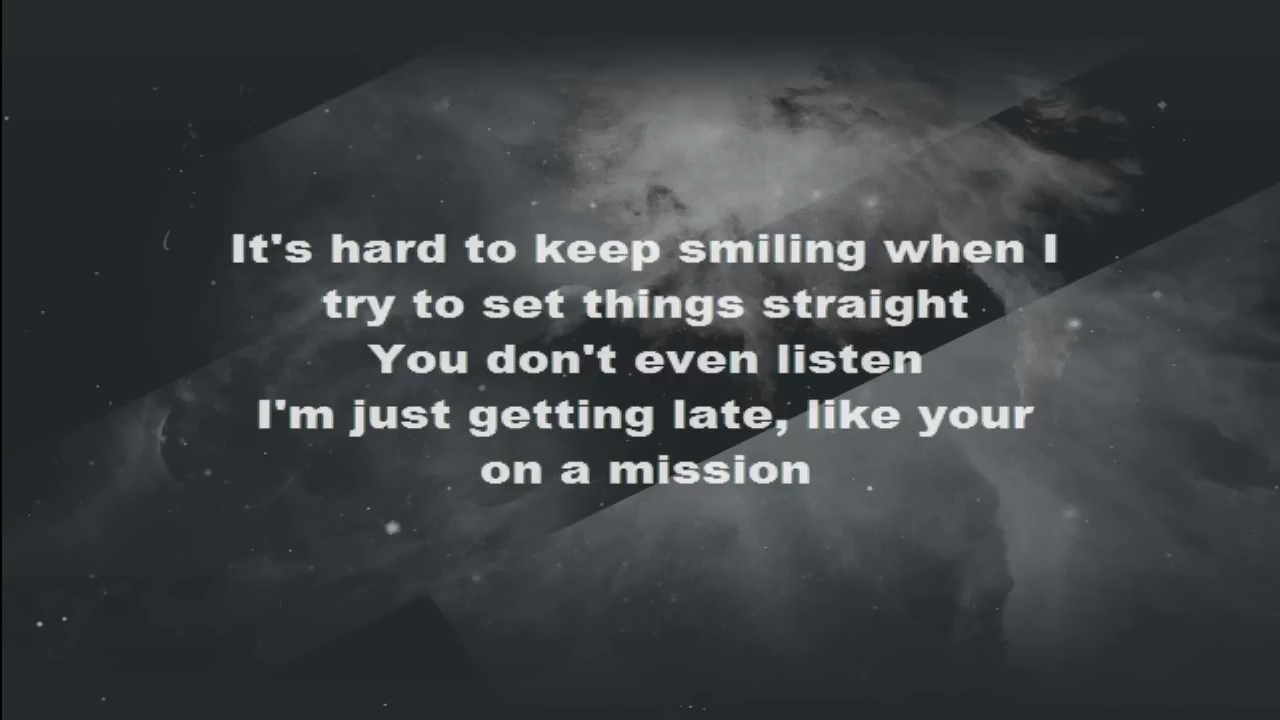 It's hard to keep smiling when I
try to set things straight
You don't even listen
I'm just getting late, like your
on a mission